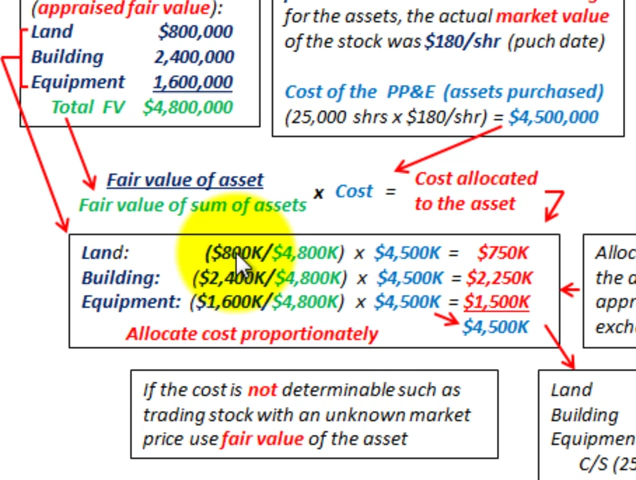 (appraised fair value):
Land $800,000
Building 2,400,000
Equipment 1,600,000
Total FV $4,800,000
for the assets, the actual market value
of the stock was $180/shr (puch date)
Cost of the PP&E (assets purchased)
(25,000 shrs x $180/shr) = $4,500,000
Fair value of asset
Fair value of sum of assets
x Cost =
Cost allocated
to the asset
Land: ($800K/$4,800K) x $4,500K = $750K
Building: ($2,400K/$4,800K) x $4,500K = $2,250K
Equipment: ($1,600K/$4,800K) x $4,500K = $1,500K
$4,500K
Allocate cost proportionately
Alloc
the a
appr
exch
If the cost is not determinable such as
trading stock with an unknown market
price use fair value of the asset
Land
Building
Equipmen
C/S (25